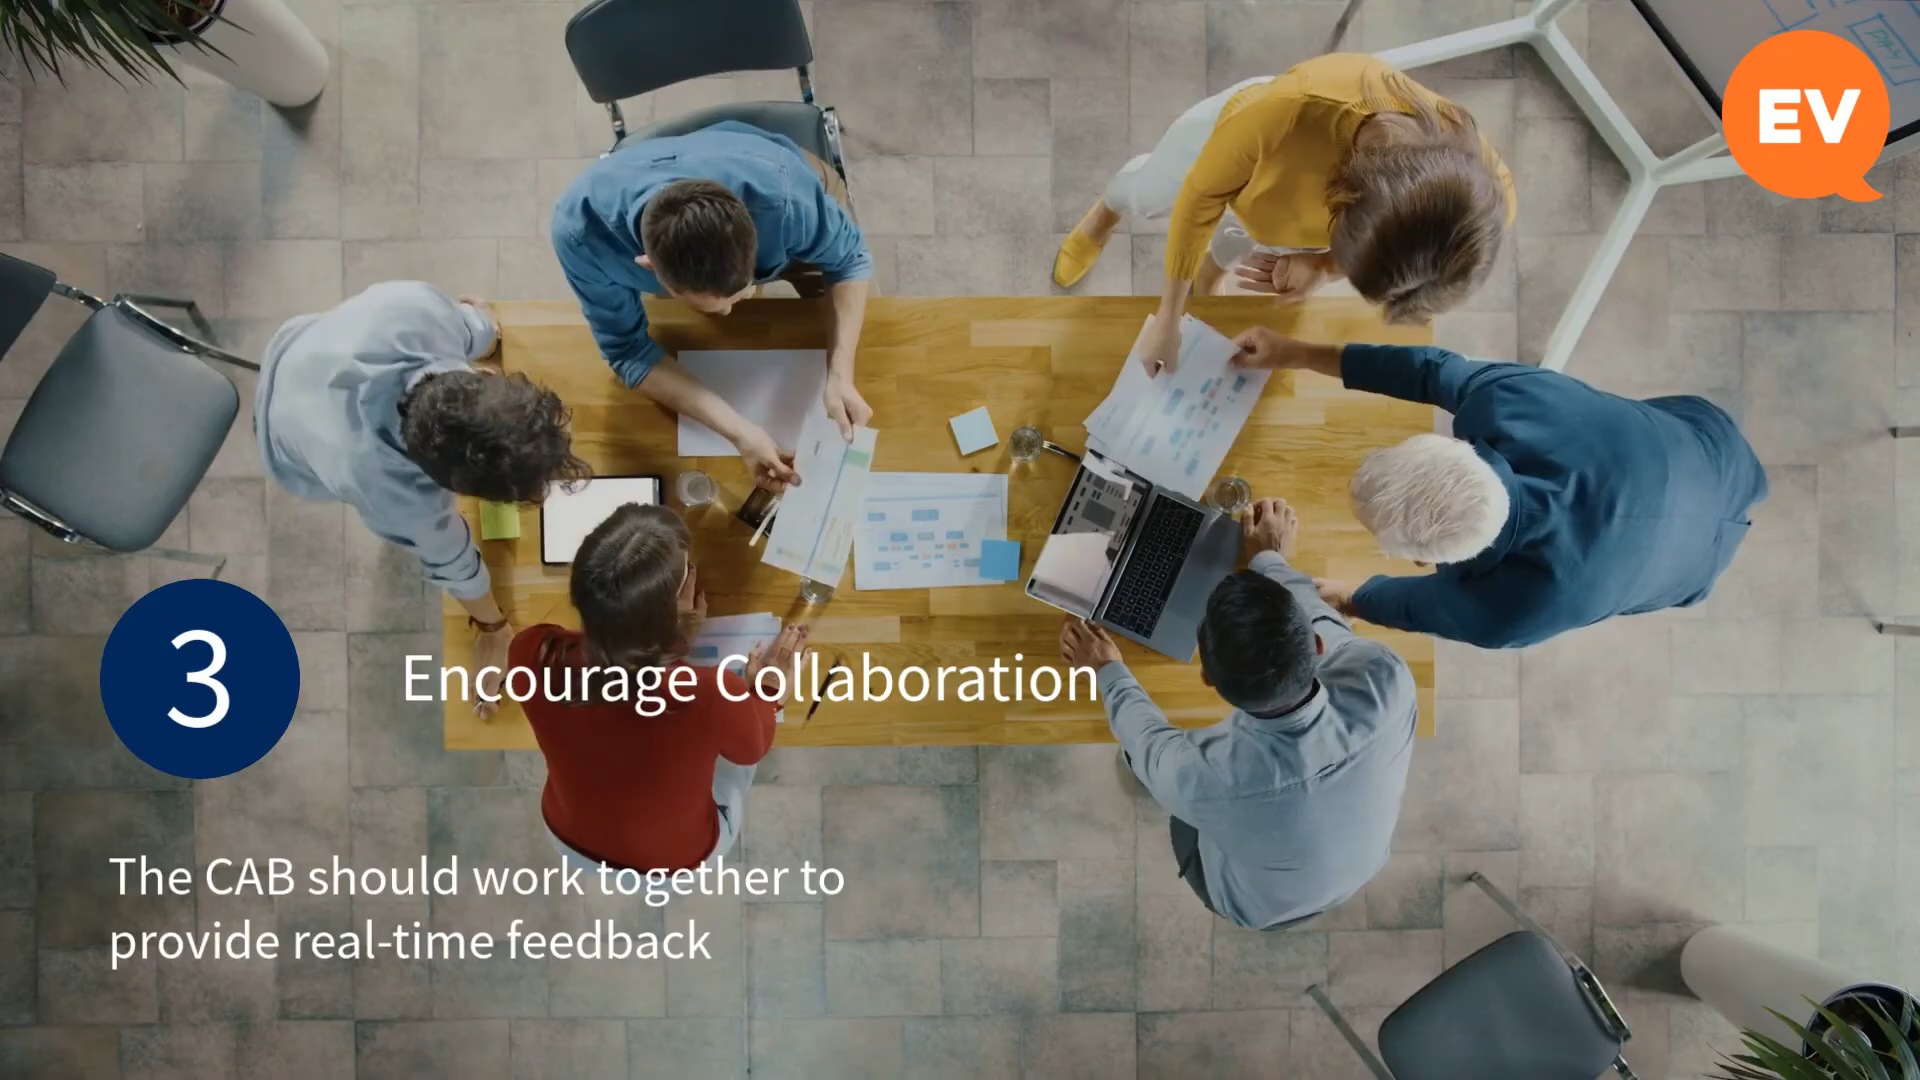 EV
3
Encourage Collaboration
The CAB should work together to
provide real-time feedback